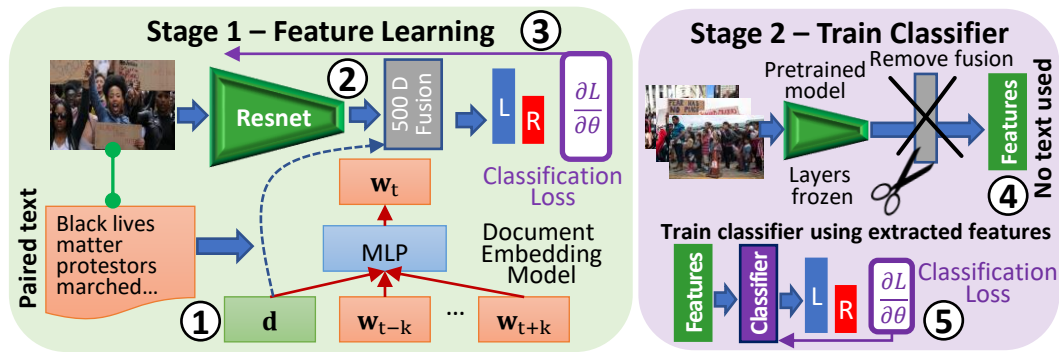 Stage 1 – Feature Learning
3
2
Resnet
500 D
Fusion
L
R
∂L
∂θ
Classification
Loss
Paired text
Black lives
matter
protestors
marched...
w_t
MLP
Document
Embedding
Model
1
d
w_{t−k}
...
w_{t+k}
Stage 2 – Train Classifier
Pretrained
model
Remove fusion
Layers
frozen
Features
4
No text used
Train classifier using extracted features
Features
Classifier
L
R
∂L
∂θ
Classification
Loss
5